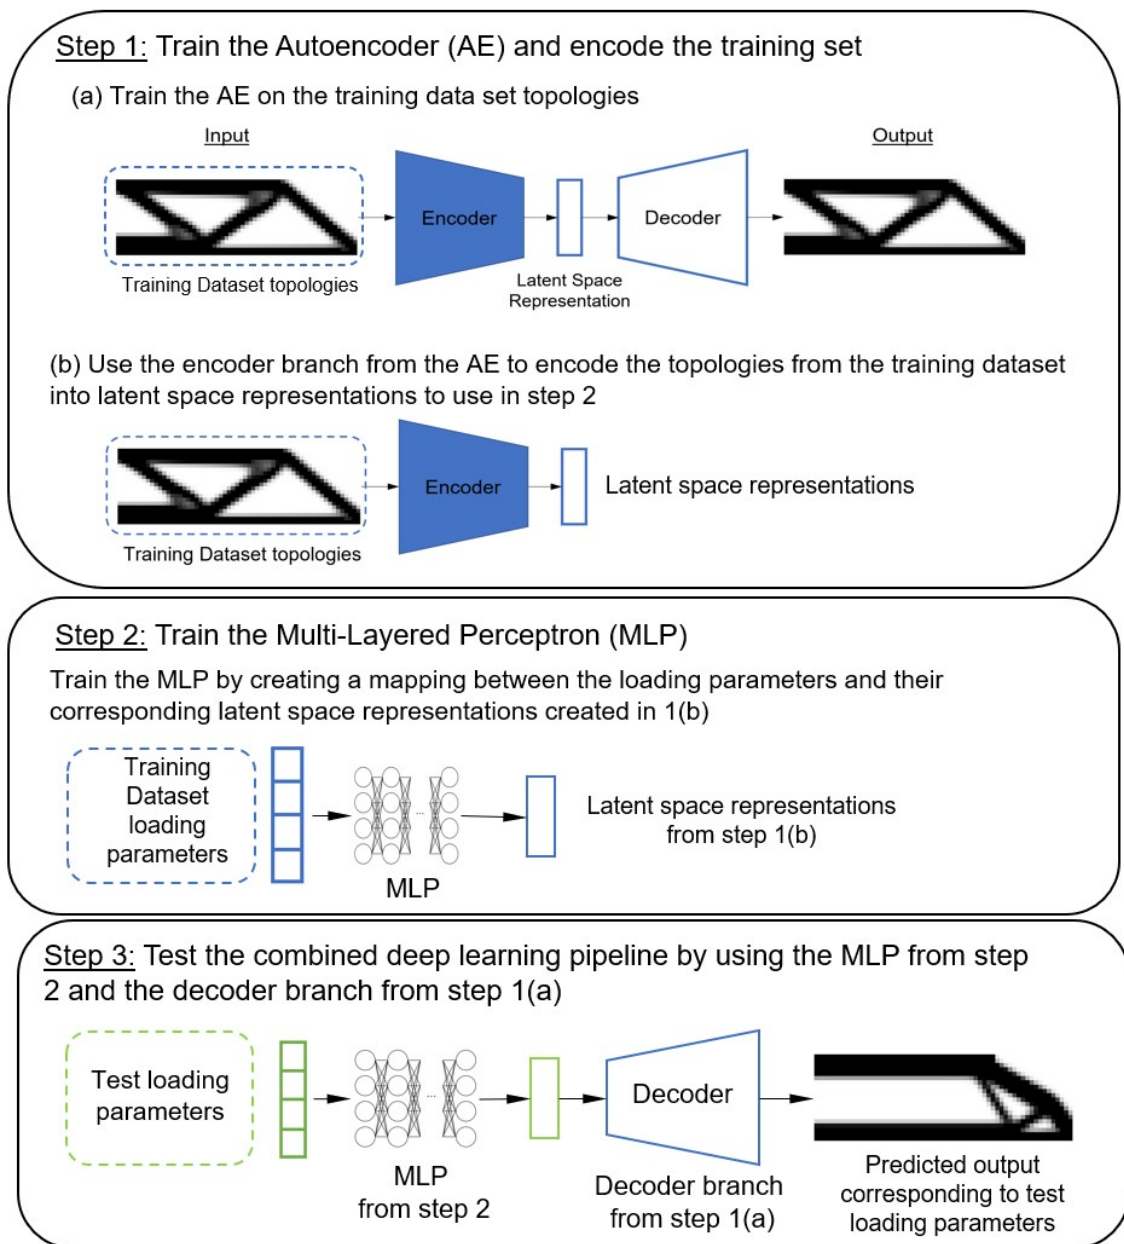 Step 1: Train the Autoencoder (AE) and encode the training set
(a) Train the AE on the training data set topologies
Input
Output
Encoder
Decoder
Training Dataset topologies
Latent Space
Representation
(b) Use the encoder branch from the AE to encode the topologies from the training dataset
into latent space representations to use in step 2
Encoder
Latent space representations
Training Dataset topologies
Step 2: Train the Multi-Layered Perceptron (MLP)
Train the MLP by creating a mapping between the loading parameters and their
corresponding latent space representations created in 1(b)
Training
Dataset
loading
parameters
...
MLP
Latent space representations
from step 1(b)
Step 3: Test the combined deep learning pipeline by using the MLP from step
2 and the decoder branch from step 1(a)
Test loading
parameters
...
MLP
from step 2
Decoder
Decoder branch
from step 1(a)
Predicted output
corresponding to test
loading parameters